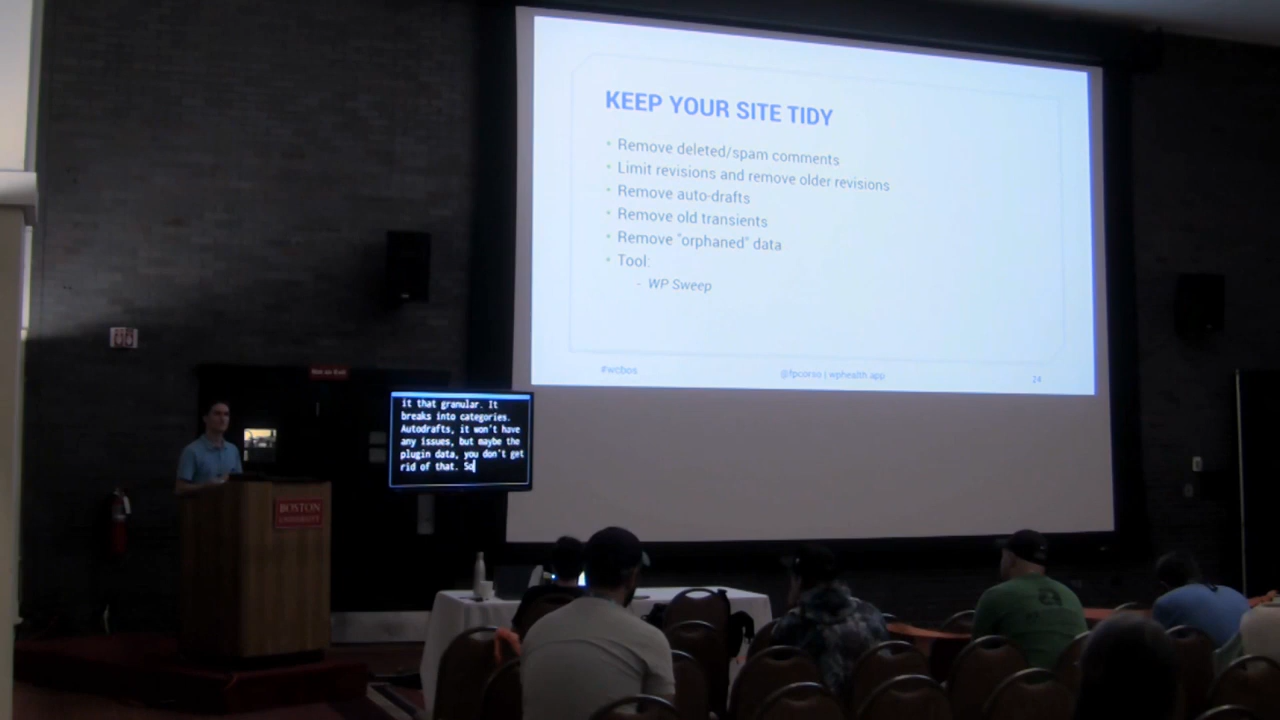 KEEP YOUR SITE TIDY
• Remove deleted/spam comments
• Limit revisions and remove older revisions
• Remove auto-drafts
• Remove old transients
• Remove "orphaned" data
• Tool:
- WP Sweep
#wcbos
@fpcorso | wphealth.app
24
Not an Exit
it that granular. It
breaks into categories.
Autodrafts, it won't have
any issues, but maybe the
plugin data, you don't get
rid of that. So
BOSTON
UNIVERSITY